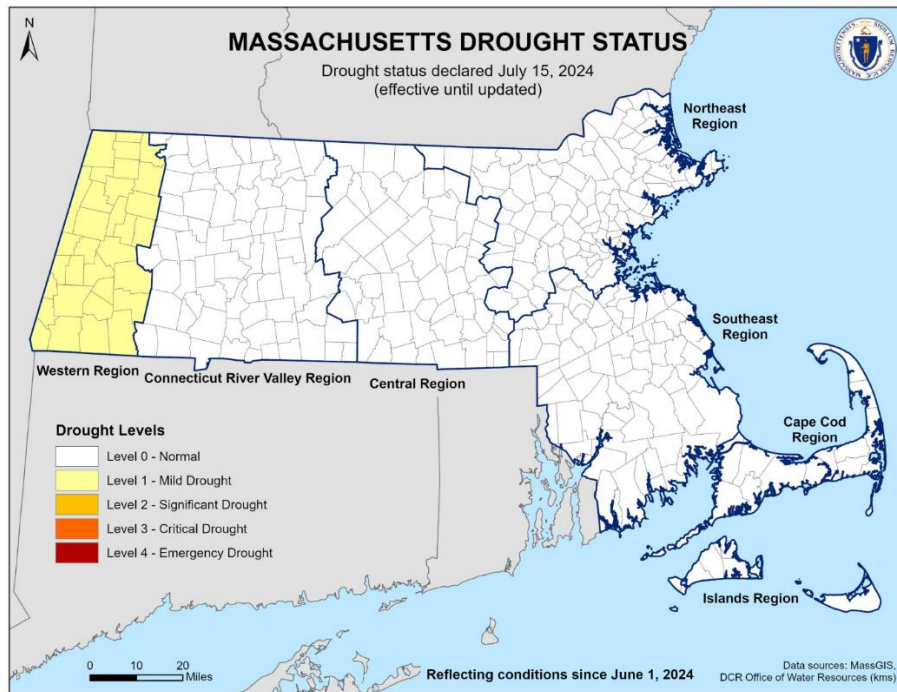 N
MASSACHUSETTS DROUGHT STATUS
Drought status declared July 15, 2024
(effective until updated)
Northeast
Region
Southeast
Region
Cape Cod
Region
Islands Region
Western Region
Connecticut River Valley Region
Central Region
Drought Levels
Level 0 - Normal
Level 1 - Mild Drought
Level 2 - Significant Drought
Level 3 - Critical Drought
Level 4 - Emergency Drought
0 10 20
Miles
Reflecting conditions since June 1, 2024
Data sources: MassGIS,
DCR Office of Water Resources (kms)